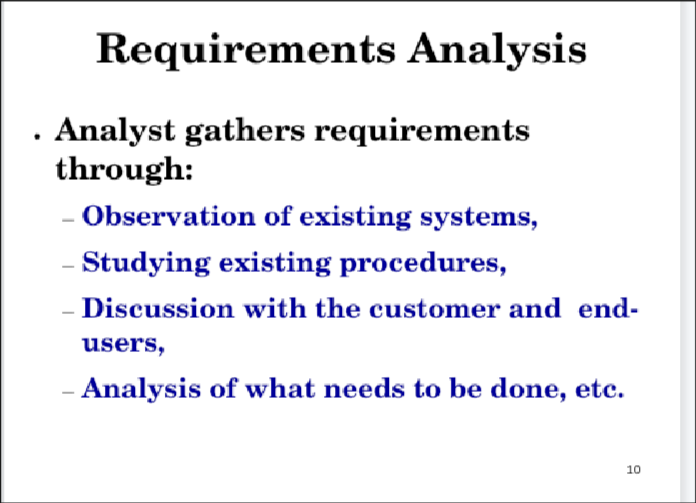 Requirements Analysis
. Analyst gathers requirements
through:
– Observation of existing systems,
– Studying existing procedures,
– Discussion with the customer and end-
users,
– Analysis of what needs to be done, etc.
10